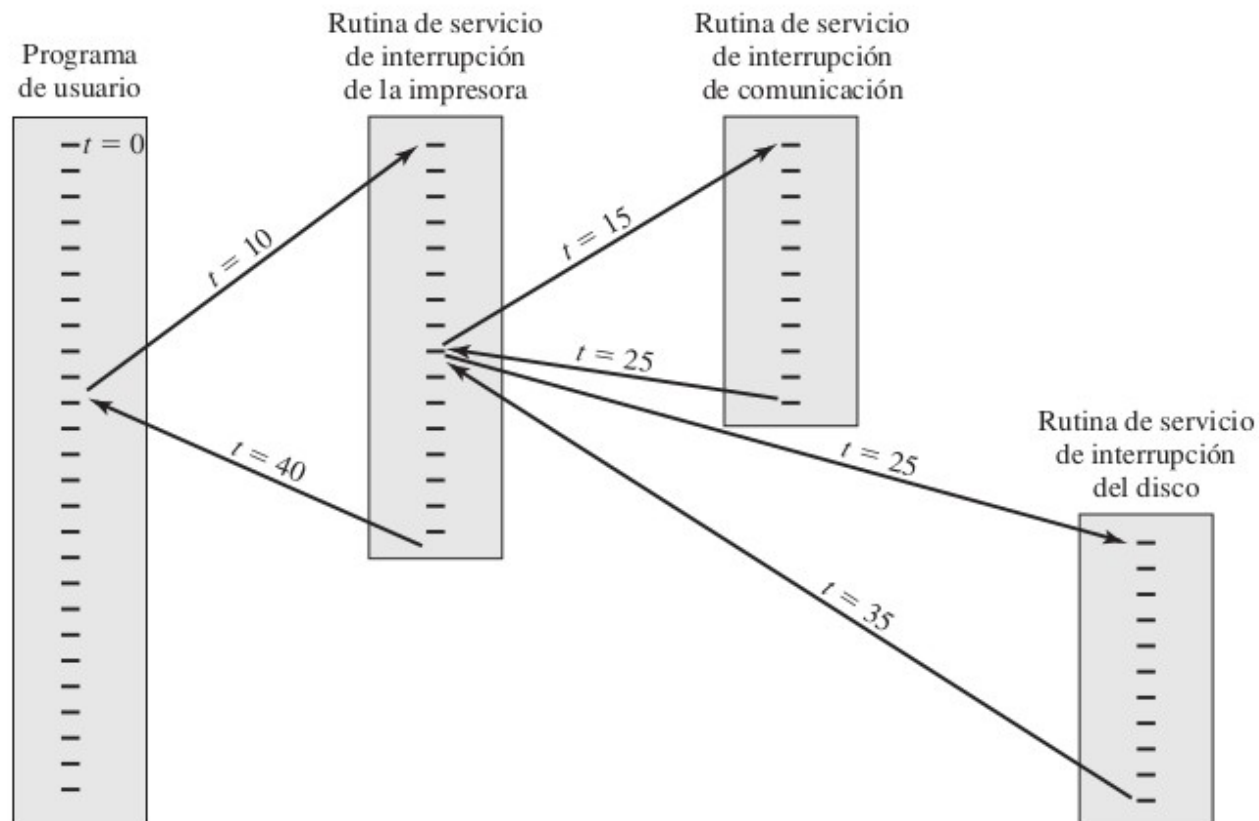 Programa
de usuario
Rutina de servicio
de interrupción
de la impresora
Rutina de servicio
de interrupción
de comunicación
t = 0
t = 10
t = 15
t = 25
t = 25
t = 40
t = 35
Rutina de servicio
de interrupción
del disco